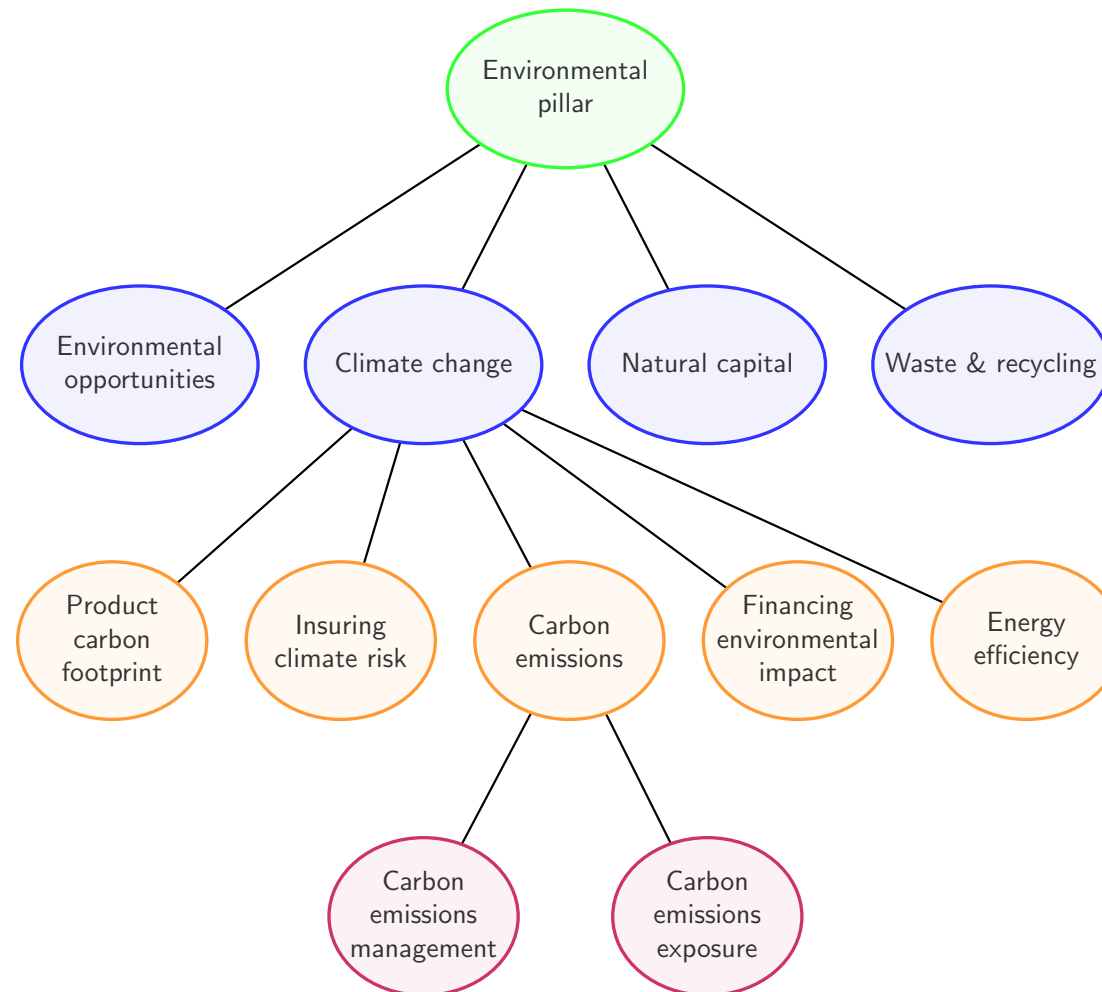 Environmental
pillar
Environmental
opportunities
Climate change
Natural capital
Waste & recycling
Product
carbon
footprint
Insuring
climate risk
Carbon
emissions
Financing
environmental
impact
Energy
efficiency
Carbon
emissions
management
Carbon
emissions
exposure